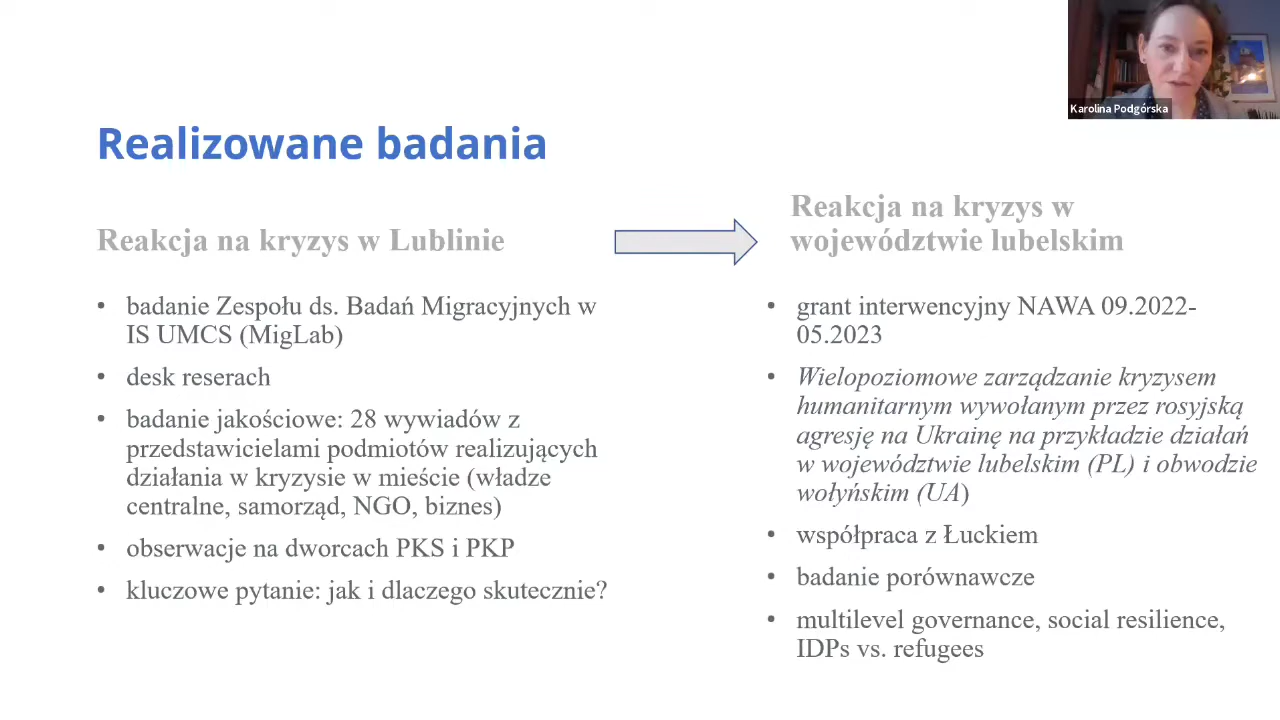 Karolina Podgórska
Realizowane badania
Reakcja na kryzys w Lublinie
• badanie Zespołu ds. Badań Migracyjnych w
IS UMCS (MigLab)
• desk reserach
• badanie jakościowe: 28 wywiadów z
przedstawicielami podmiotów realizujących
działania w kryzysie w mieście (władze
centralne, samorząd, NGO, biznes)
• obserwacje na dworcach PKS i PKP
• kluczowe pytanie: jak i dlaczego skutecznie?
Reakcja na kryzys w
województwie lubelskim
• grant interwencyjny NAWA 09.2022-
05.2023
• Wielopoziomowe zarządzanie kryzysem
humanitarnym wywołanym przez rosyjską
agresję na Ukrainę na przykładzie działań
w województwie lubelskim (PL) i obwodzie
wołyńskim (UA)
• współpraca z Łuckiem
• badanie porównawcze
• multilevel governance, social resilience,
IDPs vs. refugees